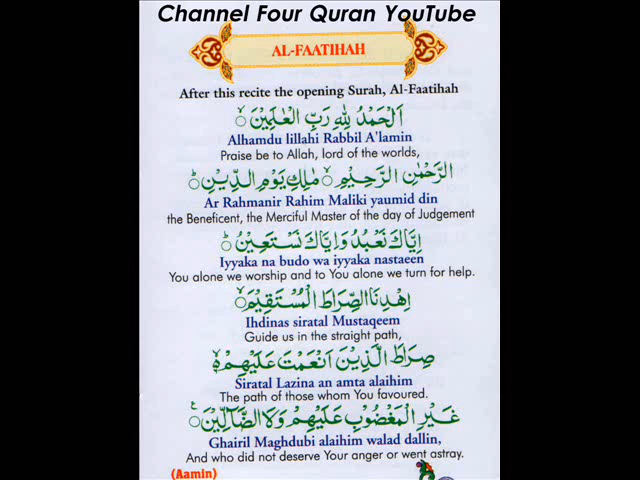 Channel Four Quran YouTube
AL-FAATIHAH
After this recite the opening Surah, Al-Faatihah
اَلْحَمْدُ لِلّٰهِ رَبِّ الْعٰلَمِيْنَ ۙ
Alhamdu lillahi Rabbil A'lamin
Praise be to Allah, lord of the worlds,
الرَّحْمٰنِ الرَّحِيْمِ ۙ مٰلِكِ يَوْمِ الدِّيْنِ ؕ
Ar Rahmanir Rahim Maliki yaumid din
the Beneficent, the Merciful Master of the day of Judgement
اِيَّاكَ نَعْبُدُ وَاِيَّاكَ نَسْتَعِيْنُ ؕ
Iyyaka na budo wa iyyaka nastaeen
You alone we worship and to You alone we turn for help.
اِهْدِنَا الصِّرَاطَ الْمُسْتَقِيْمَ ۙ
Ihdinas siratal Mustaqeem
Guide us in the straight path,
صِرَاطَ الَّذِيْنَ اَنْعَمْتَ عَلَيْهِمْ ۙ
Siratal Lazina an amta alaihim
The path of those whom You favoured.
غَيْرِ الْمَغْضُوْبِ عَلَيْهِمْ وَلَا الضَّآلِّيْنَ ۧ
Ghairil Maghdubi alaihim walad dallin,
And who did not deserve Your anger or went astray.
(Aamin)